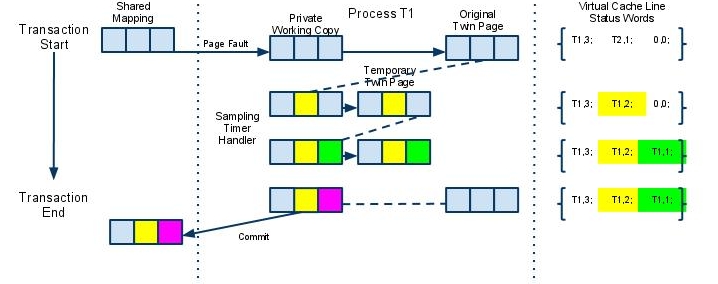 Shared
Mapping
Process T1
Virtual Cache Line
Status Words
Private
Working Copy
Original
Twin Page
Transaction
Start
Page Fault
{ T1,3; T2,1; 0,0; }
Temporary
Twin Page
{ T1,3; T1,2; 0,0; }
Sampling
Timer
Handler
{ T1,3; T1,2; T1,1; }
Transaction
End
{ T1,3; T1,2; T1,1; }
Commit